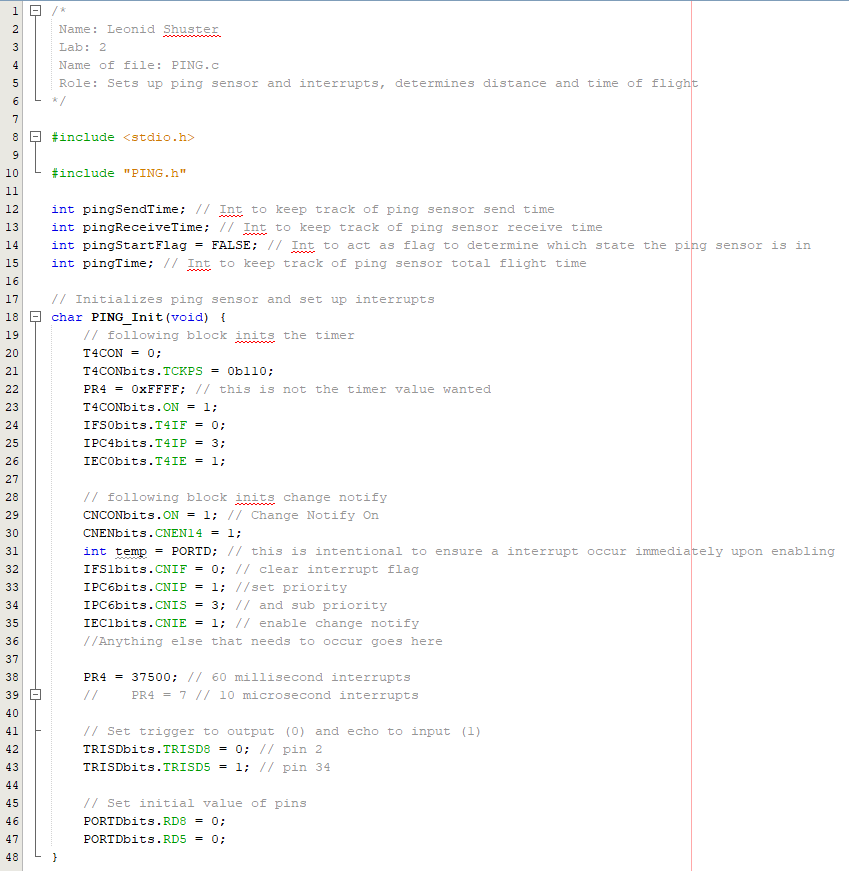 1 /*
2 Name: Leonid Shuster
3 Lab: 2
4 Name of file: PING.c
5 Role: Sets up ping sensor and interrupts, determines distance and time of flight
6 */
7
8 #include <stdio.h>
9
10 #include "PING.h"
11
12 int pingSendTime; // Int to keep track of ping sensor send time
13 int pingReceiveTime; // Int to keep track of ping sensor receive time
14 int pingStartFlag = FALSE; // Int to act as flag to determine which state the ping sensor is in
15 int pingTime; // Int to keep track of ping sensor total flight time
16
17 // Initializes ping sensor and set up interrupts
18 char PING_Init(void) {
19 // following block inits the timer
20 T4CON = 0;
21 T4CONbits.TCKPS = 0b110;
22 PR4 = 0xFFFF; // this is not the timer value wanted
23 T4CONbits.ON = 1;
24 IFS0bits.T4IF = 0;
25 IPC4bits.T4IP = 3;
26 IEC0bits.T4IE = 1;
27
28 // following block inits change notify
29 CNCONbits.ON = 1; // Change Notify On
30 CNENbits.CNEN14 = 1;
31 int temp = PORTD; // this is intentional to ensure a interrupt occur immediately upon enabling
32 IFS1bits.CNIF = 0; // clear interrupt flag
33 IPC6bits.CNIP = 1; //set priority
34 IPC6bits.CNIS = 3; // and sub priority
35 IEC1bits.CNIE = 1; // enable change notify
36 //Anything else that needs to occur goes here
37
38 PR4 = 37500; // 60 millisecond interrupts
39 // PR4 = 7 // 10 microsecond interrupts
40
41 // Set trigger to output (0) and echo to input (1)
42 TRISDbits.TRISD8 = 0; // pin 2
43 TRISDbits.TRISD5 = 1; // pin 34
44
45 // Set initial value of pins
46 PORTDbits.RD8 = 0;
47 PORTDbits.RD5 = 0;
48 }